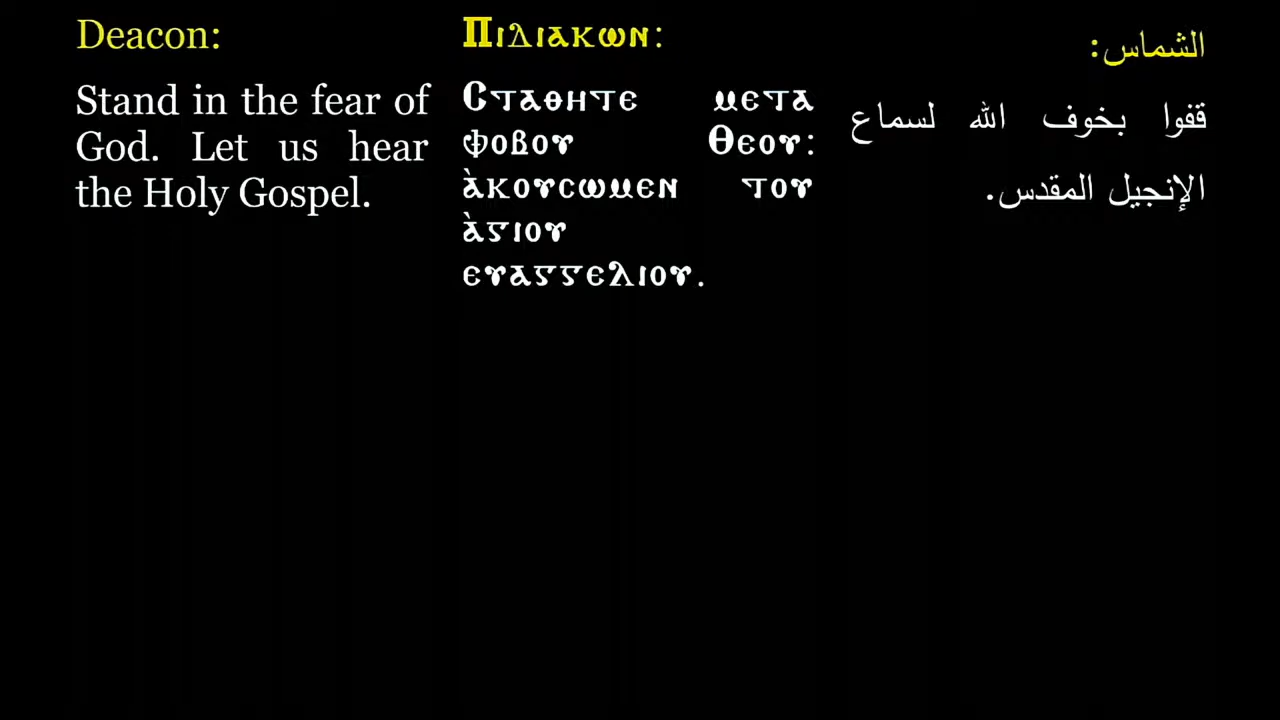 Deacon:
Stand in the fear of
God. Let us hear
the Holy Gospel.
Ⲡⲓⲇⲓⲁⲕⲱⲛ:
Ⲥⲧⲁⲑⲏⲧⲉ ⲙⲉⲧⲁ
ⲫⲟⲃⲟⲩ Ⲑⲉⲟⲩ:
ⲁ̀ⲕⲟⲩⲥⲱⲙⲉⲛ ⲧⲟⲩ
ⲁ̀ⲅⲓⲟⲩ
ⲉⲩⲁⲅⲅⲉⲗⲓⲟⲩ.
الشماس:
قفوا بخوف الله لسماع
الإنجيل المقدس.